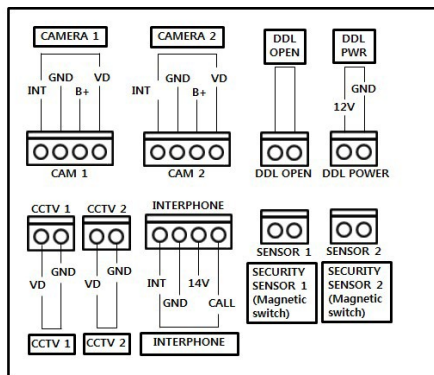 CAMERA 1
CAMERA 2
DDL
OPEN
DDL
PWR
INT
GND
B+
VD
INT
GND
B+
VD
12V
GND
CAM 1
CAM 2
DDL OPEN
DDL POWER
CCTV 1
CCTV 2
INTERPHONE
SENSOR 1
SENSOR 2
VD
GND
VD
GND
INT
GND
14V
CALL
SECURITY
SENSOR 1
(Magnetic
switch)
SECURITY
SENSOR 2
(Magnetic
switch)
CCTV 1
CCTV 2
INTERPHONE